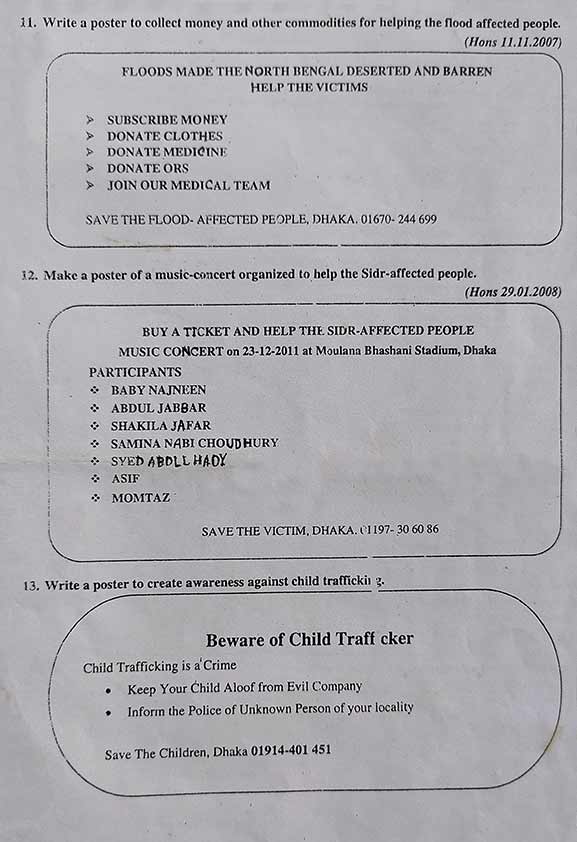 11. Write a poster to collect money and other commodities for helping the flood affected people.
(Hons 11.11.2007)
FLOODS MADE THE NORTH BENGAL DESERTED AND BARREN
HELP THE VICTIMS
➢ SUBSCRIBE MONEY
➢ DONATE CLOTHES
➢ DONATE MEDICINE
➢ DONATE ORS
➢ JOIN OUR MEDICAL TEAM
SAVE THE FLOOD- AFFECTED PEOPLE, DHAKA. 01670- 244 699
12. Make a poster of a music-concert organized to help the Sidr-affected people.
(Hons 29.01.2008)
BUY A TICKET AND HELP THE SIDR-AFFECTED PEOPLE
MUSIC CONCERT on 23-12-2011 at Moulana Bhashani Stadium, Dhaka
PARTICIPANTS
❖ BABY NAJNEEN
❖ ABDUL JABBAR
❖ SHAKILA JAFAR
❖ SAMINA NABI CHOUDHURY
❖ SYED ABDLL HADY
❖ ASIF
❖ MOMTAZ
SAVE THE VICTIM, DHAKA. 01197- 30 60 86
13. Write a poster to create awareness against child trafficking.
Beware of Child Traff cker
Child Trafficking is a Crime
• Keep Your Child Aloof from Evil Company
• Inform the Police of Unknown Person of your locality
Save The Children, Dhaka 01914-401 451